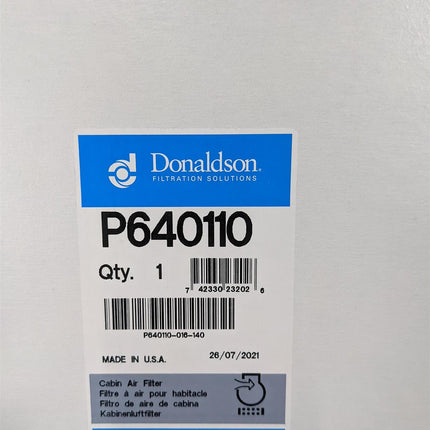 Donaldson®
FILTRATION SOLUTIONS
P640110
Qty. 1
7 42330 23202 6
P640110-016-140
MADE IN U.S.A. 26/07/2021
Cabin Air Filter
Filtre à air pour habitacle
Filtro de aire de cabina
Kabinenluftfilter